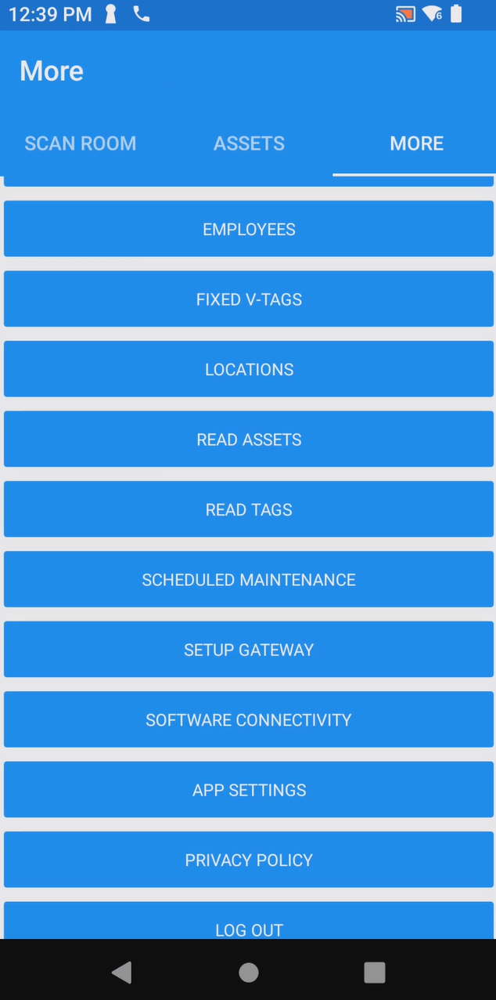 12:39 PM
6
More
SCAN ROOM
ASSETS
MORE
EMPLOYEES
FIXED V-TAGS
LOCATIONS
READ ASSETS
READ TAGS
SCHEDULED MAINTENANCE
SETUP GATEWAY
SOFTWARE CONNECTIVITY
APP SETTINGS
PRIVACY POLICY
LOG OUT